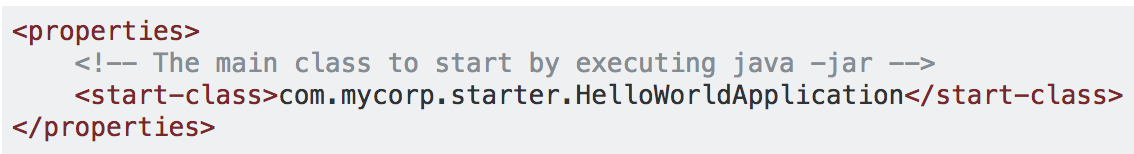 <properties>
    <!-- The main class to start by executing java -jar -->
    <start-class>com.mycorp.starter.HelloWorldApplication</start-class>
</properties>